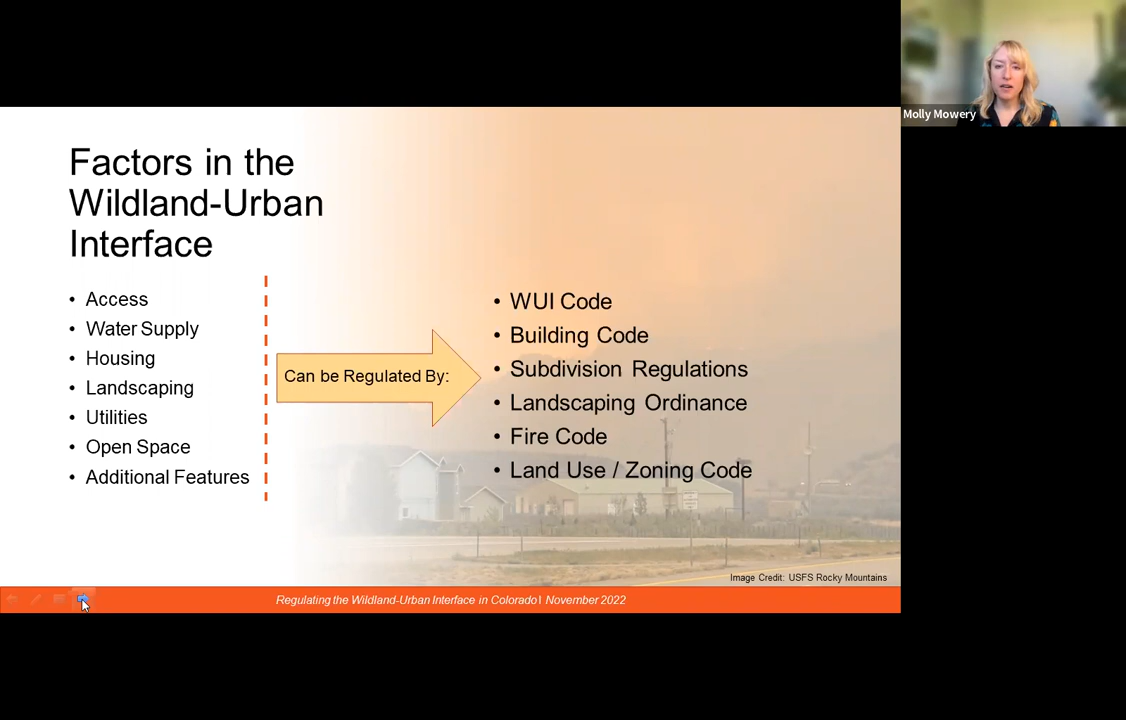 Molly Mowery
Factors in the
Wildland-Urban
Interface
• Access
• Water Supply
• Housing
• Landscaping
• Utilities
• Open Space
• Additional Features
Can be Regulated By:
• WUI Code
• Building Code
• Subdivision Regulations
• Landscaping Ordinance
• Fire Code
• Land Use / Zoning Code
Image Credit: USFS Rocky Mountains
Regulating the Wildland-Urban Interface in Colorado| November 2022